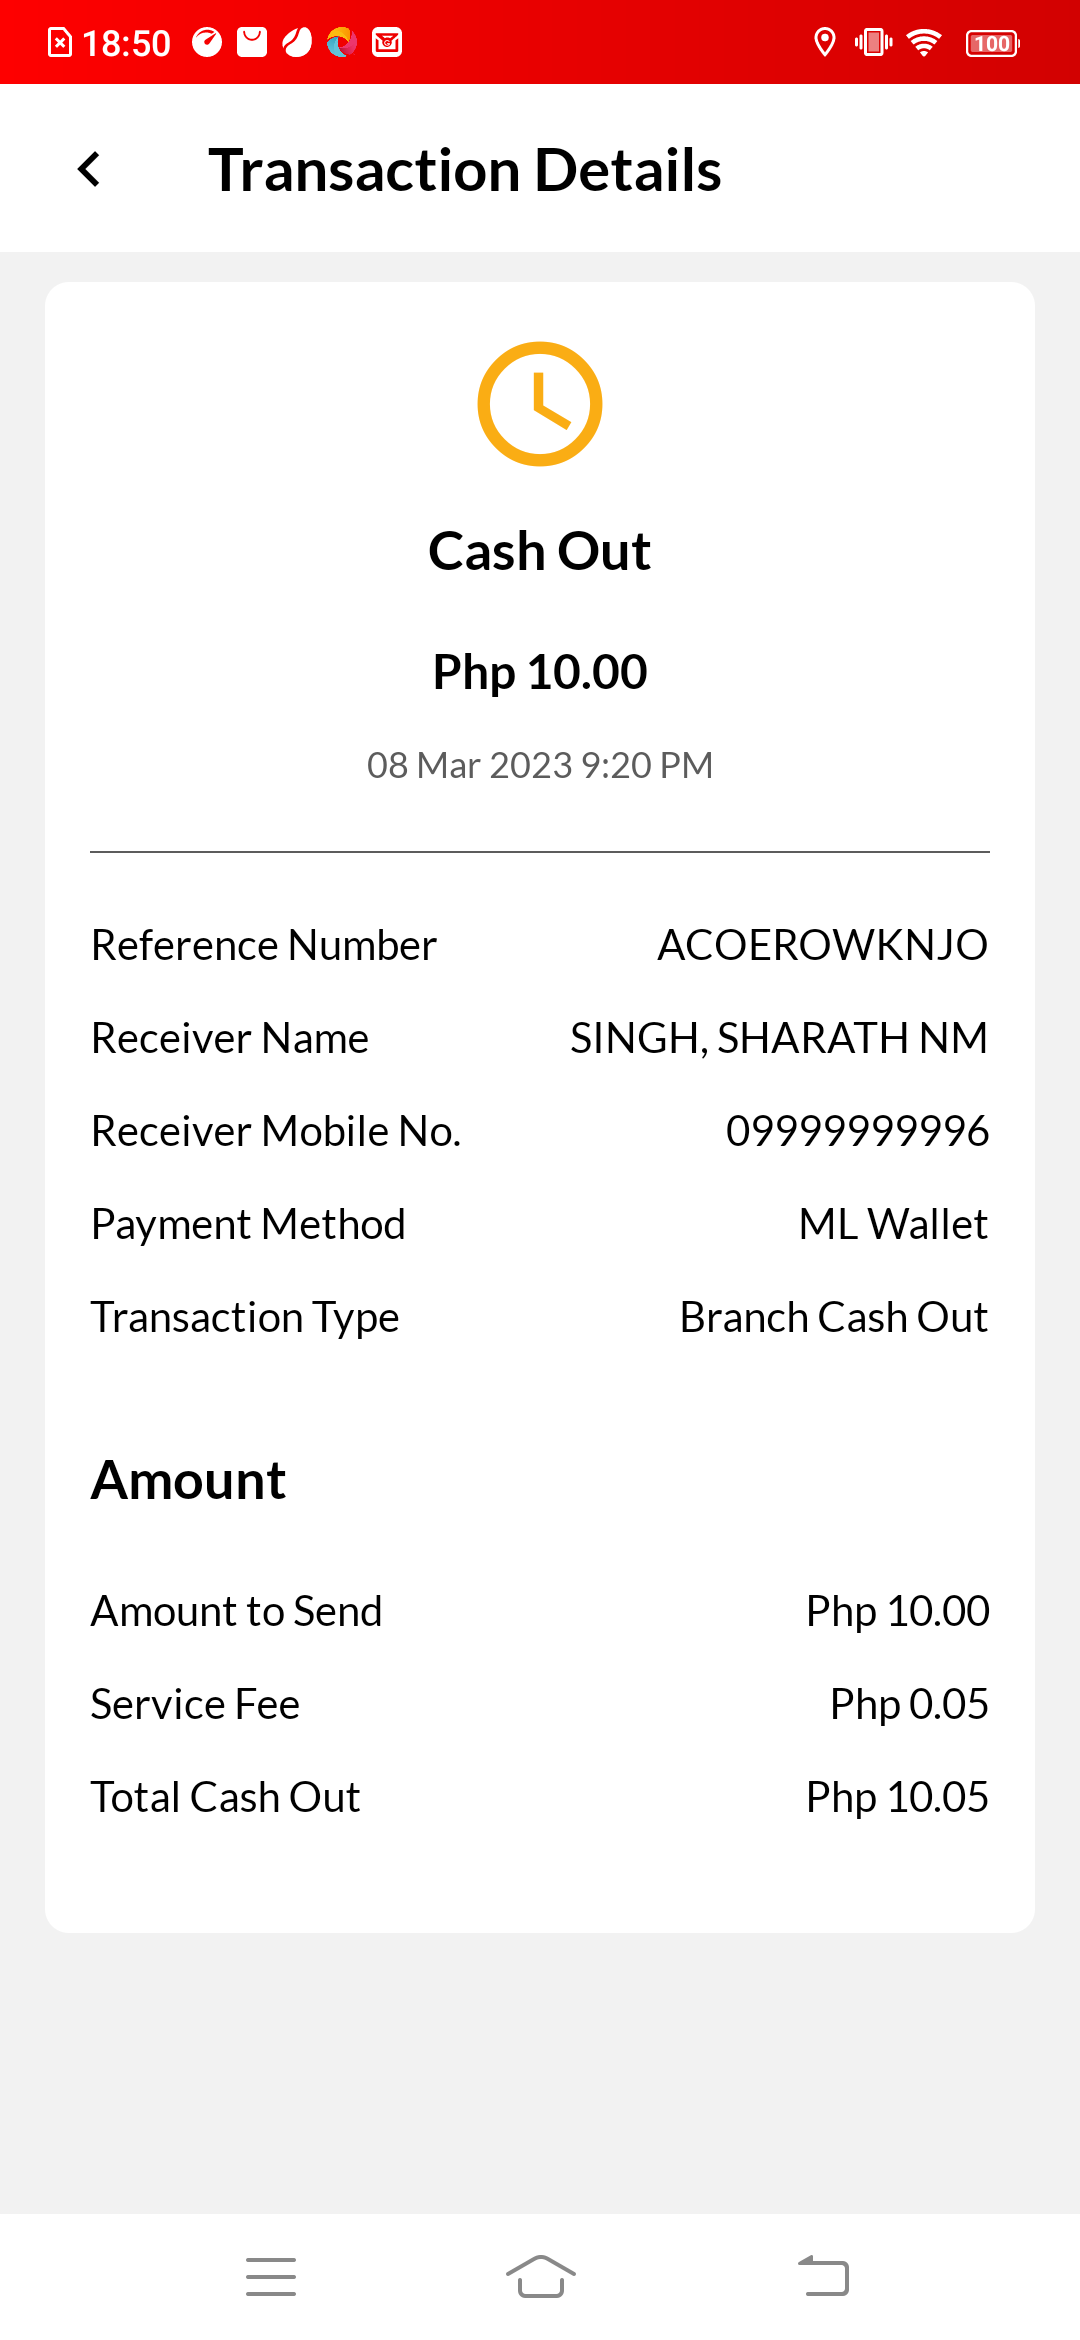 18:50
100
Transaction Details
Cash Out
Php 10.00
08 Mar 2023 9:20 PM
Reference Number ACOEROWKNJO
Receiver Name SINGH, SHARATH NM
Receiver Mobile No. 09999999996
Payment Method ML Wallet
Transaction Type Branch Cash Out
Amount
Amount to Send Php 10.00
Service Fee Php 0.05
Total Cash Out Php 10.05